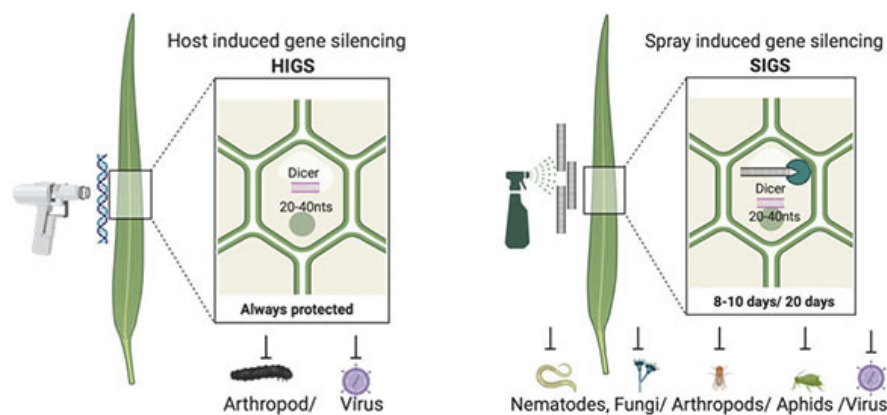 Host induced gene silencing
HIGS
Dicer
20-40nts
Always protected
Arthropod/ Virus
Spray induced gene silencing
SIGS
Dicer
20-40nts
8-10 days/ 20 days
Nematodes, Fungi/ Arthropods/ Aphids /Virus